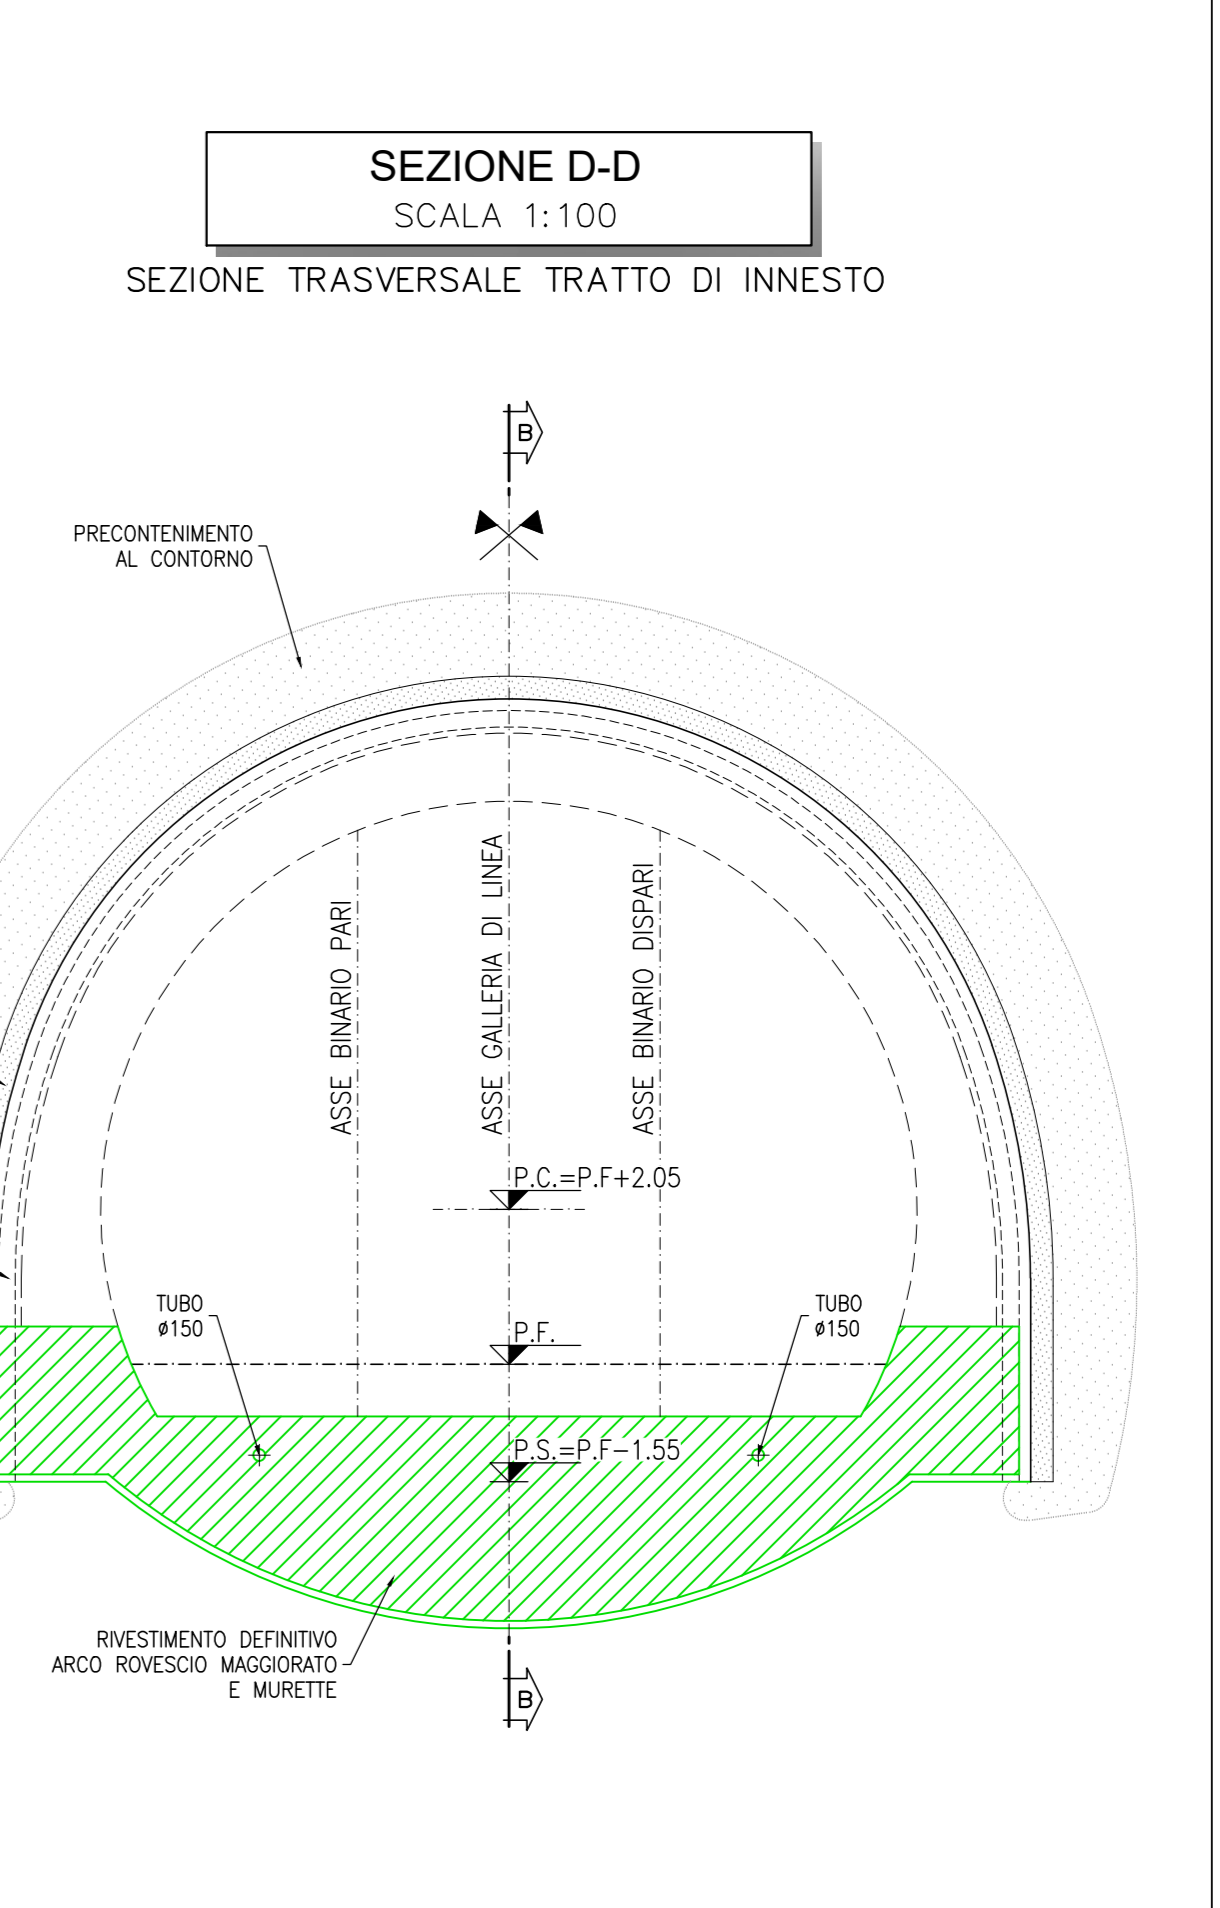 SEZIONE D-D
SCALA 1:100
SEZIONE TRASVERSALE TRATTO DI INNESTO
B
PRECONTENIMENTO
AL CONTORNO
ASSE BINARIO PARI
ASSE GALLERIA DI LINEA
ASSE BINARIO DISPARI
P.C.=P.F+2.05
TUBO
ø150
P.F.
TUBO
ø150
P.S.=P.F-1.55
RIVESTIMENTO DEFINITIVO
ARCO ROVESCIO MAGGIORATO
E MURETTE
B